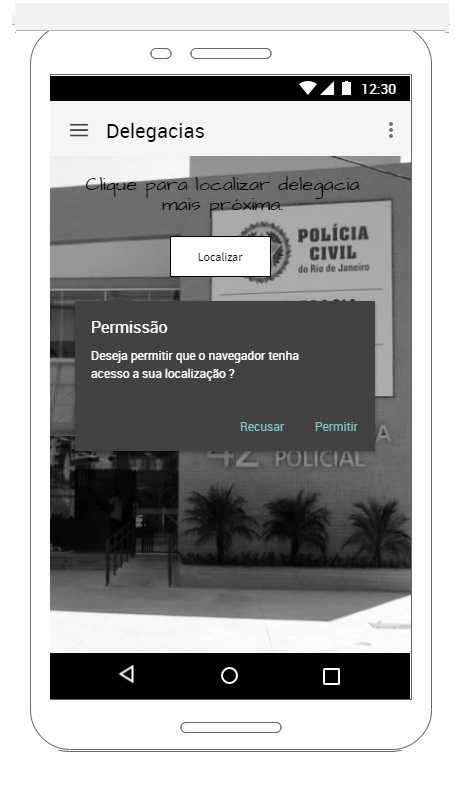 12:30
Delegacias
Clique para localizar delegacia
mais próxima.
Localizar
POLÍCIA
CIVIL
do Rio de Janeiro
Permissão
Deseja permitir que o navegador tenha
acesso a sua localização ?
Recusar Permitir
42
POLICIAL